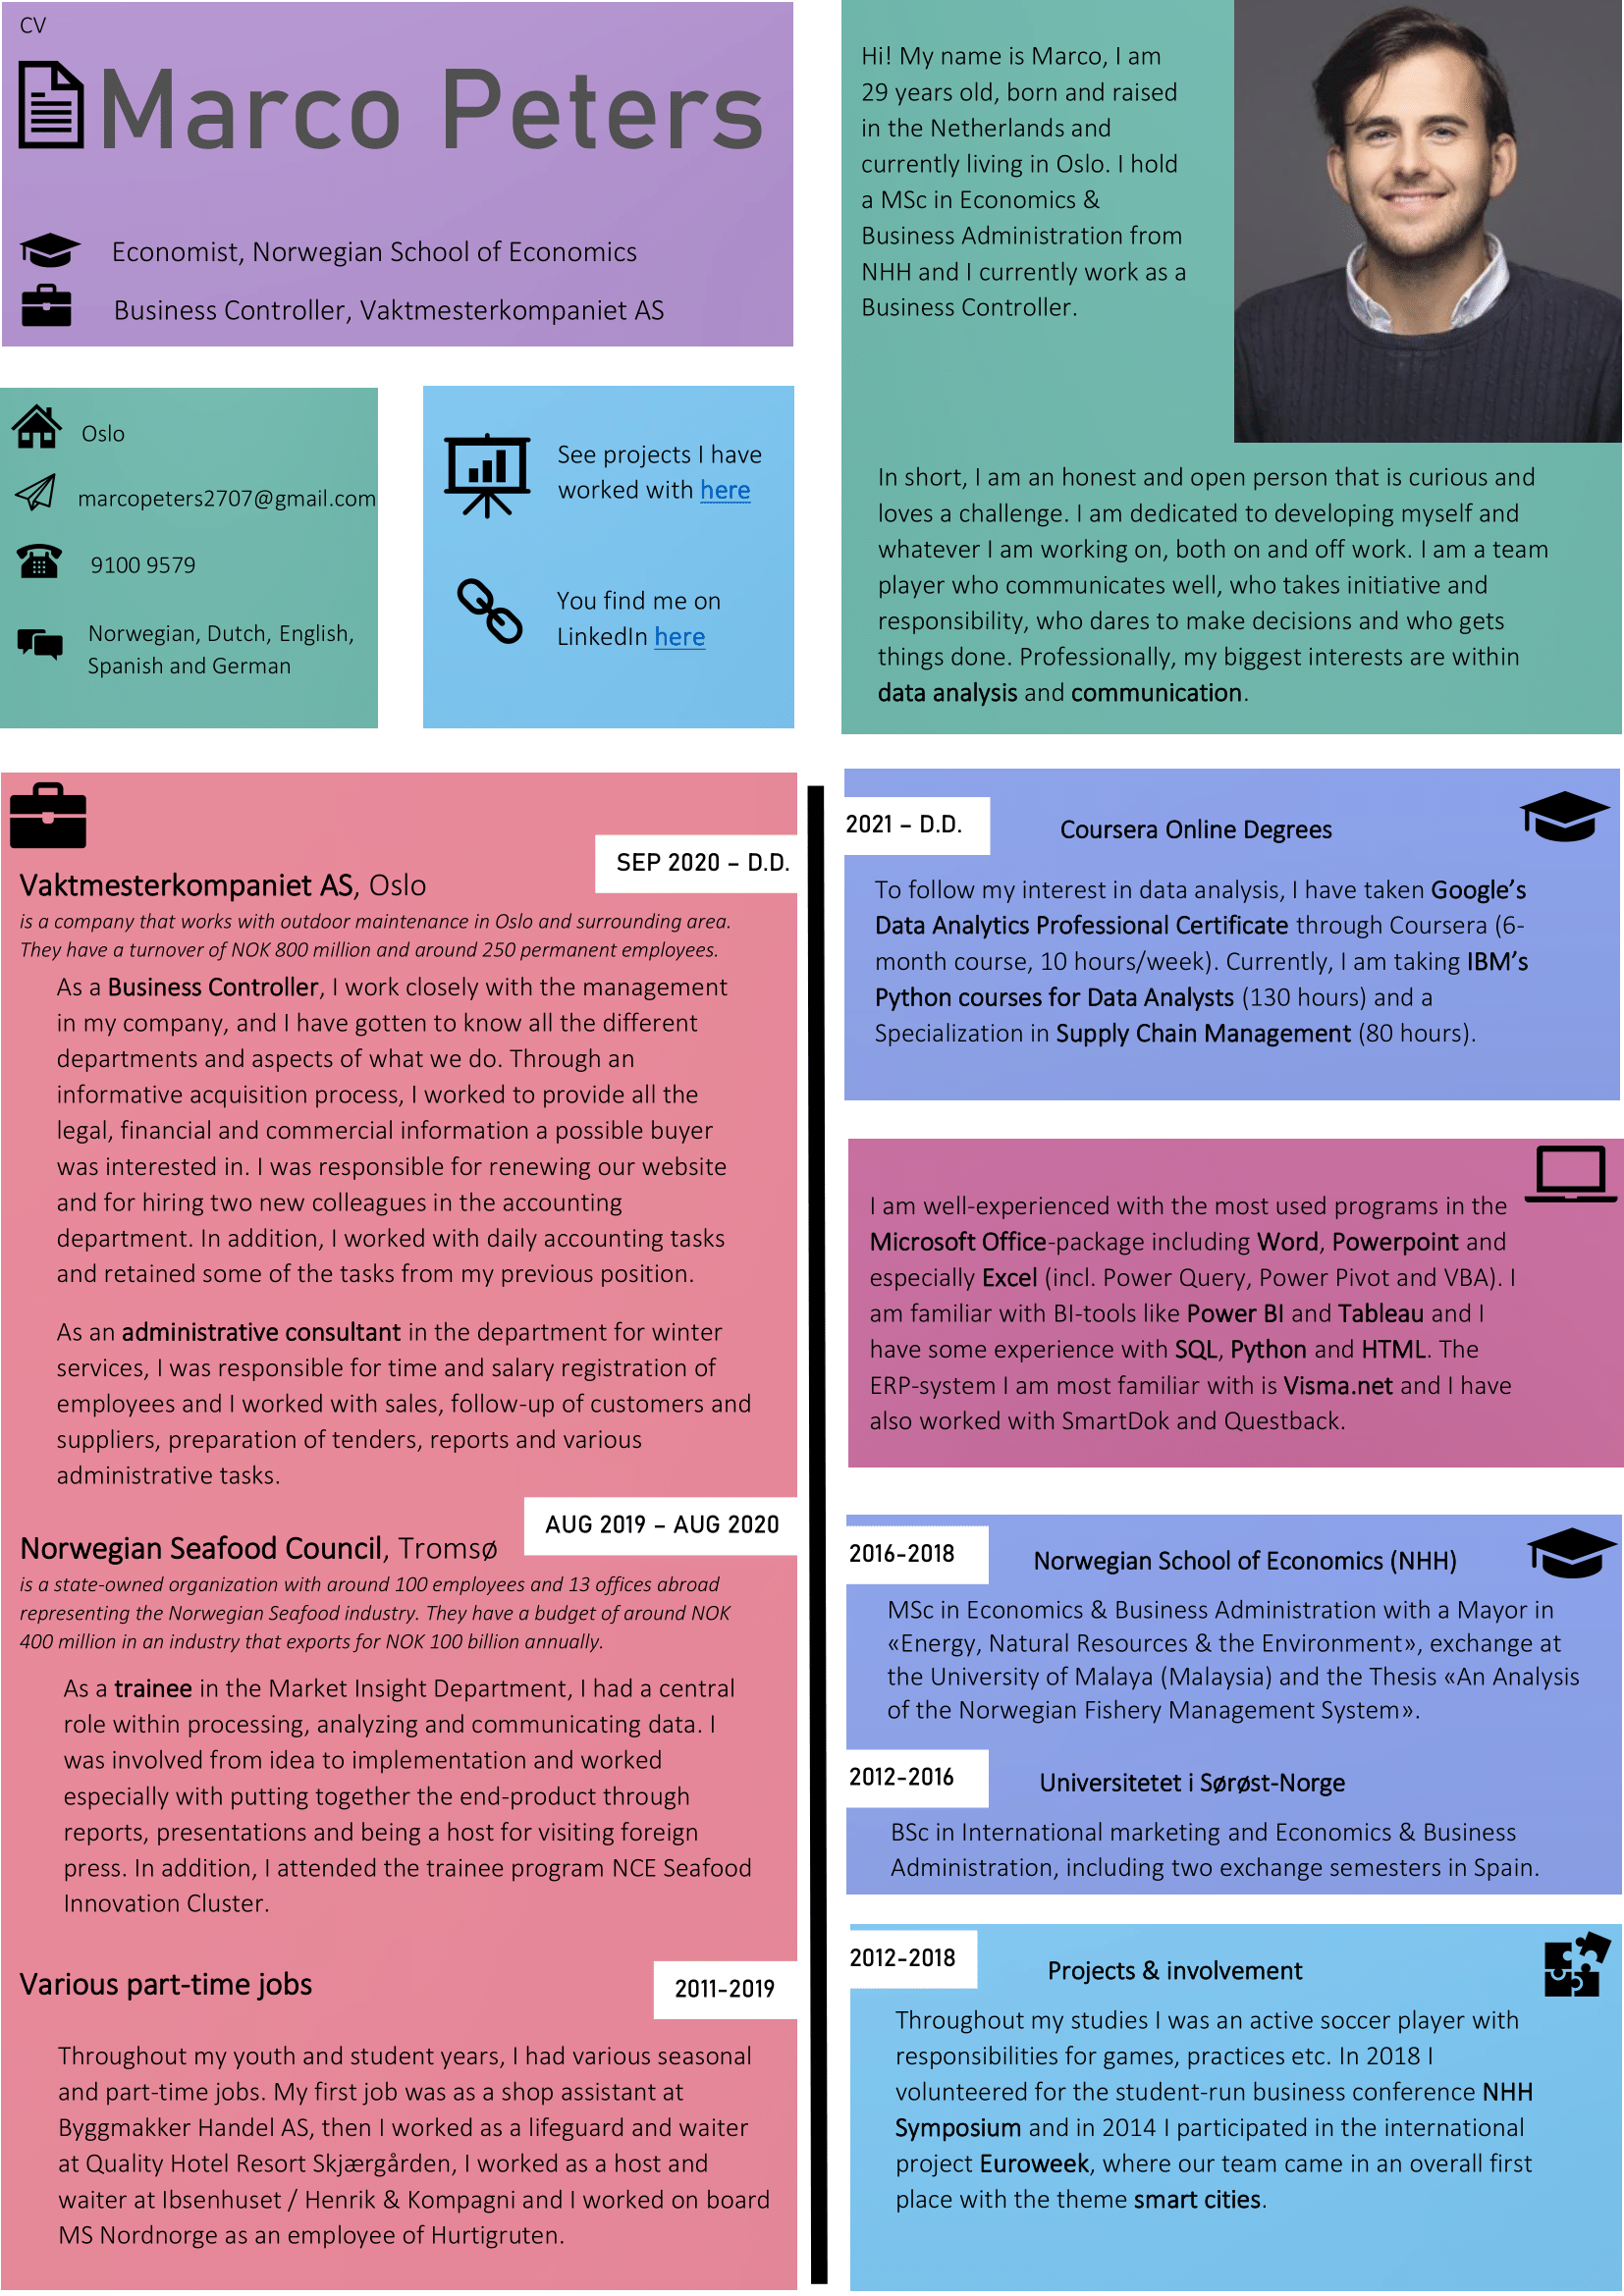 CV
Marco Peters
Economist, Norwegian School of Economics
Business Controller, Vaktmesterkompaniet AS
Hi! My name is Marco, I am
29 years old, born and raised
in the Netherlands and
currently living in Oslo. I hold
a MSc in Economics &
Business Administration from
NHH and I currently work as a
Business Controller.
In short, I am an honest and open person that is curious and
loves a challenge. I am dedicated to developing myself and
whatever I am working on, both on and off work. I am a team
player who communicates well, who takes initiative and
responsibility, who dares to make decisions and who gets
things done. Professionally, my biggest interests are within
data analysis and communication.
Oslo
marcopeters2707@gmail.com
9100 9579
Norwegian, Dutch, English,
Spanish and German
See projects I have
worked with here
You find me on
LinkedIn here
SEP 2020 – D.D.
Vaktmesterkompaniet AS, Oslo
is a company that works with outdoor maintenance in Oslo and surrounding area.
They have a turnover of NOK 800 million and around 250 permanent employees.
As a Business Controller, I work closely with the management
in my company, and I have gotten to know all the different
departments and aspects of what we do. Through an
informative acquisition process, I worked to provide all the
legal, financial and commercial information a possible buyer
was interested in. I was responsible for renewing our website
and for hiring two new colleagues in the accounting
department. In addition, I worked with daily accounting tasks
and retained some of the tasks from my previous position.
As an administrative consultant in the department for winter
services, I was responsible for time and salary registration of
employees and I worked with sales, follow-up of customers and
suppliers, preparation of tenders, reports and various
administrative tasks.
AUG 2019 – AUG 2020
Norwegian Seafood Council, Tromsø
is a state-owned organization with around 100 employees and 13 offices abroad
representing the Norwegian Seafood industry. They have a budget of around NOK
400 million in an industry that exports for NOK 100 billion annually.
As a trainee in the Market Insight Department, I had a central
role within processing, analyzing and communicating data. I
was involved from idea to implementation and worked
especially with putting together the end-product through
reports, presentations and being a host for visiting foreign
press. In addition, I attended the trainee program NCE Seafood
Innovation Cluster.
Various part-time jobs
2011-2019
Throughout my youth and student years, I had various seasonal
and part-time jobs. My first job was as a shop assistant at
Byggmakker Handel AS, then I worked as a lifeguard and waiter
at Quality Hotel Resort Skjærgården, I worked as a host and
waiter at Ibsenhuset / Henrik & Kompagni and I worked on board
MS Nordnorge as an employee of Hurtigruten.
2021 – D.D.
Coursera Online Degrees
To follow my interest in data analysis, I have taken Google’s
Data Analytics Professional Certificate through Coursera (6-
month course, 10 hours/week). Currently, I am taking IBM’s
Python courses for Data Analysts (130 hours) and a
Specialization in Supply Chain Management (80 hours).
I am well-experienced with the most used programs in the
Microsoft Office-package including Word, Powerpoint and
especially Excel (incl. Power Query, Power Pivot and VBA). I
am familiar with BI-tools like Power BI and Tableau and I
have some experience with SQL, Python and HTML. The
ERP-system I am most familiar with is Visma.net and I have
also worked with SmartDok and Questback.
2016-2018
Norwegian School of Economics (NHH)
MSc in Economics & Business Administration with a Mayor in
«Energy, Natural Resources & the Environment», exchange at
the University of Malaya (Malaysia) and the Thesis «An Analysis
of the Norwegian Fishery Management System».
2012-2016
Universitetet i Sørøst-Norge
BSc in International marketing and Economics & Business
Administration, including two exchange semesters in Spain.
2012-2018
Projects & involvement
Throughout my studies I was an active soccer player with
responsibilities for games, practices etc. In 2018 I
volunteered for the student-run business conference NHH
Symposium and in 2014 I participated in the international
project Euroweek, where our team came in an overall first
place with the theme smart cities.